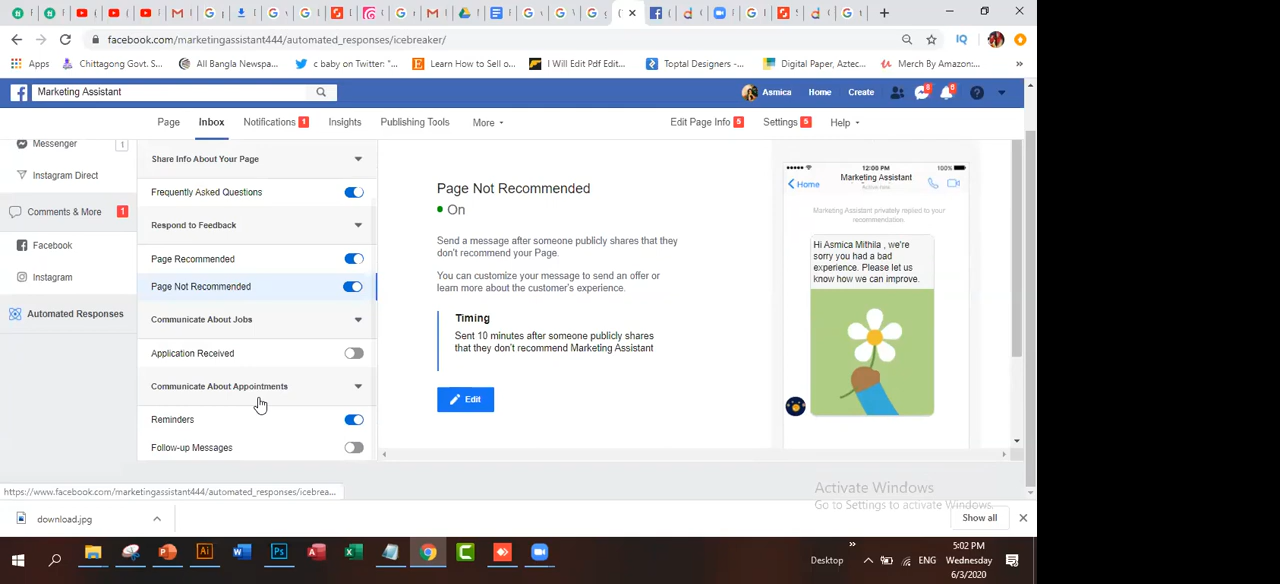 facebook.com/marketingassistant444/automated_responses/icebreaker/
IQ
Apps
Chittagong Govt. S...
All Bangla Newspa...
c baby on Twitter: "...
Learn How to Sell o...
I Will Edit Pdf Edit...
Toptal Designers -...
Digital Paper, Aztec...
Merch By Amazon:...
Marketing Assistant
Asmica
Home
Create
8
6
Page
Inbox
Notifications 1
Insights
Publishing Tools
More
Edit Page Info 5
Settings 5
Help
Messenger 1
Instagram Direct
Comments & More 1
Facebook
Instagram
Automated Responses
Share Info About Your Page
Frequently Asked Questions
Respond to Feedback
Page Recommended
Page Not Recommended
Communicate About Jobs
Application Received
Communicate About Appointments
Reminders
Follow-up Messages
Page Not Recommended
On
Send a message after someone publicly shares that they
don't recommend your Page.
You can customize your message to send an offer or
learn more about the customer's experience.
Timing
Sent 10 minutes after someone publicly shares
that they don't recommend Marketing Assistant
Edit
12:00 PM
100%
Home
Marketing Assistant
Active Now
Marketing Assistant privately replied to your
recommendation.
Hi Asmica Mithila , we're
sorry you had a bad
experience. Please let us
know how we can improve.
https://www.facebook.com/marketingassistant444/automated_responses/icebrea...
Activate Windows
Go to Settings to activate Windows.
download.jpg
Show all
Desktop
ENG
5:02 PM
Wednesday
6/3/2020